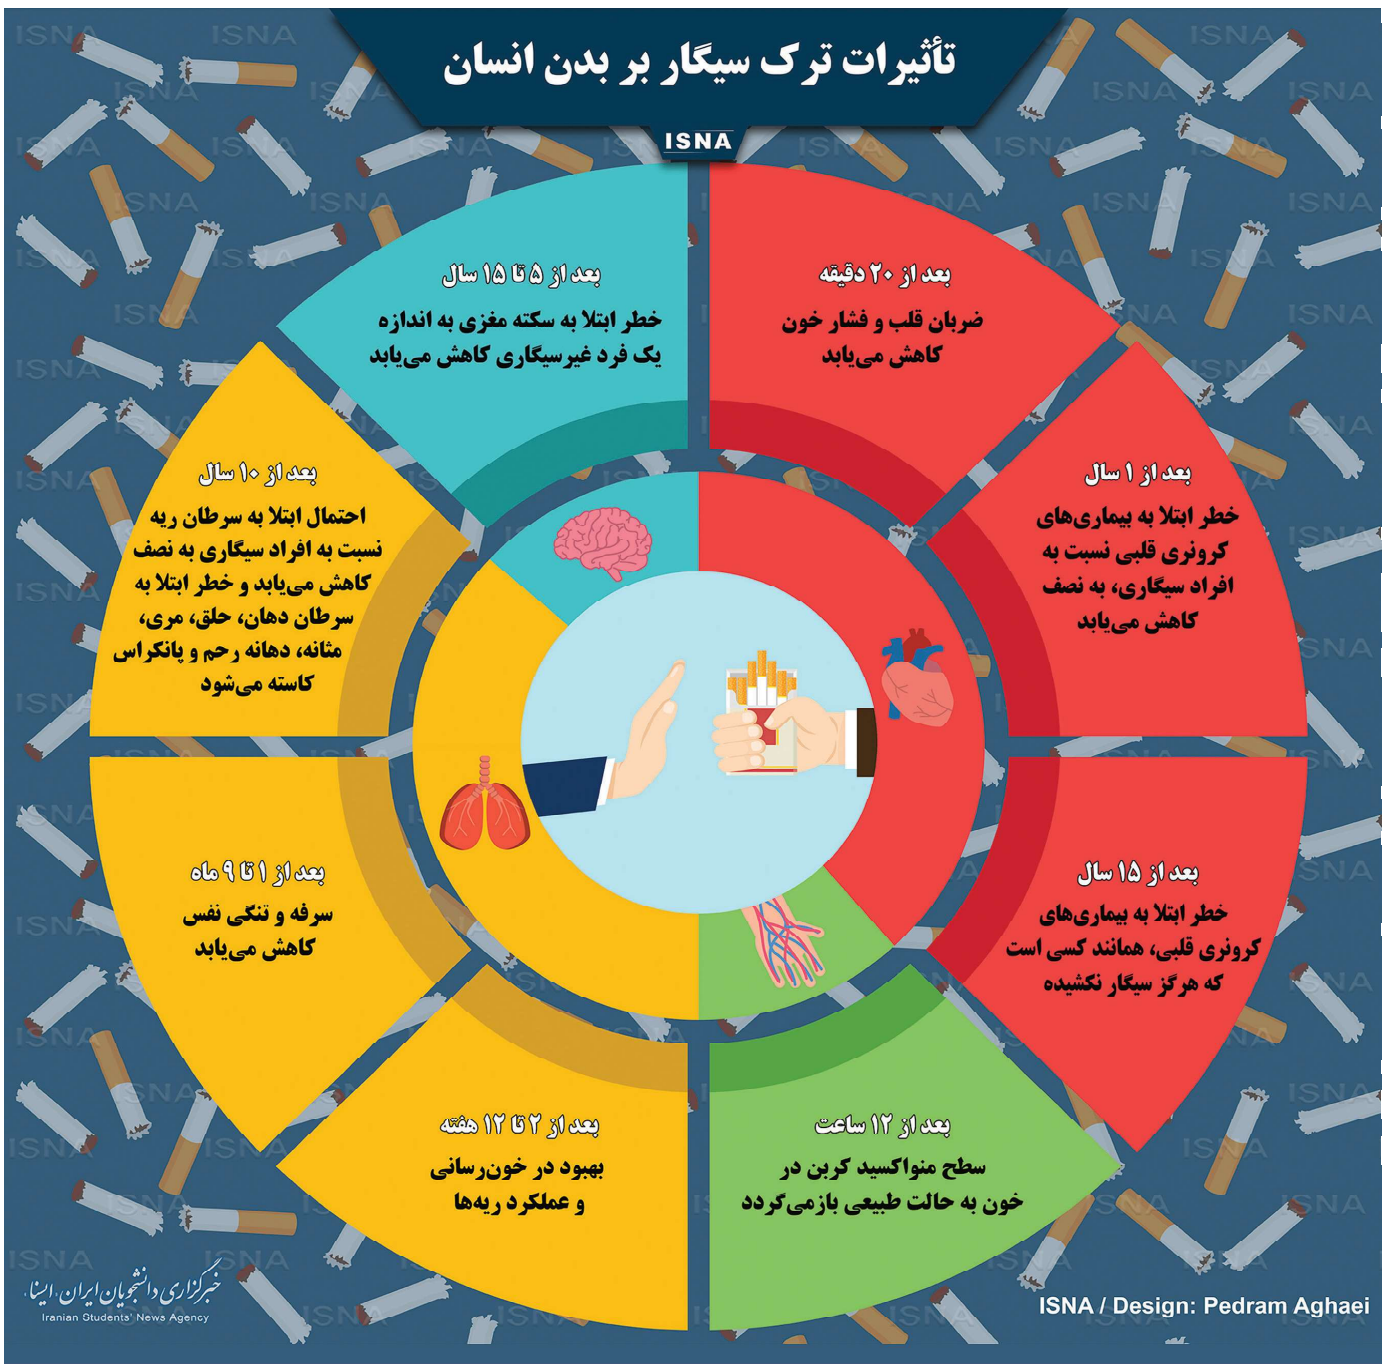 تأثیرات ترک سیگار بر بدن انسان
ISNA
بعد از ۲۰ دقیقه
ضربان قلب و فشار خون
کاهش می‌یابد
بعد از ۱ سال
خطر ابتلا به بیماری‌های
کرونری قلبی نسبت به
افراد سیگاری، به نصف
کاهش می‌یابد
بعد از ۱۵ سال
خطر ابتلا به بیماری‌های
کرونری قلبی، همانند کسی است
که هرگز سیگار نکشیده
بعد از ۱۲ ساعت
سطح منواکسید کربن در
خون به حالت طبیعی بازمی‌گردد
بعد از ۲ تا ۱۲ هفته
بهبود در خون‌رسانی
و عملکرد ریه‌ها
بعد از ۱ تا ۹ ماه
سرفه و تنگی نفس
کاهش می‌یابد
بعد از ۱۰ سال
احتمال ابتلا به سرطان ریه
نسبت به افراد سیگاری به نصف
کاهش می‌یابد و خطر ابتلا به
سرطان دهان، حلق، مری،
مثانه، دهانه رحم و پانکراس
کاسته می‌شود
بعد از ۵ تا ۱۵ سال
خطر ابتلا به سکته مغزی به اندازه
یک فرد غیرسیگاری کاهش می‌یابد
خبرگزاری دانشجویان ایران، ایسنا،
Iranian Students' News Agency
ISNA / Design: Pedram Aghaei